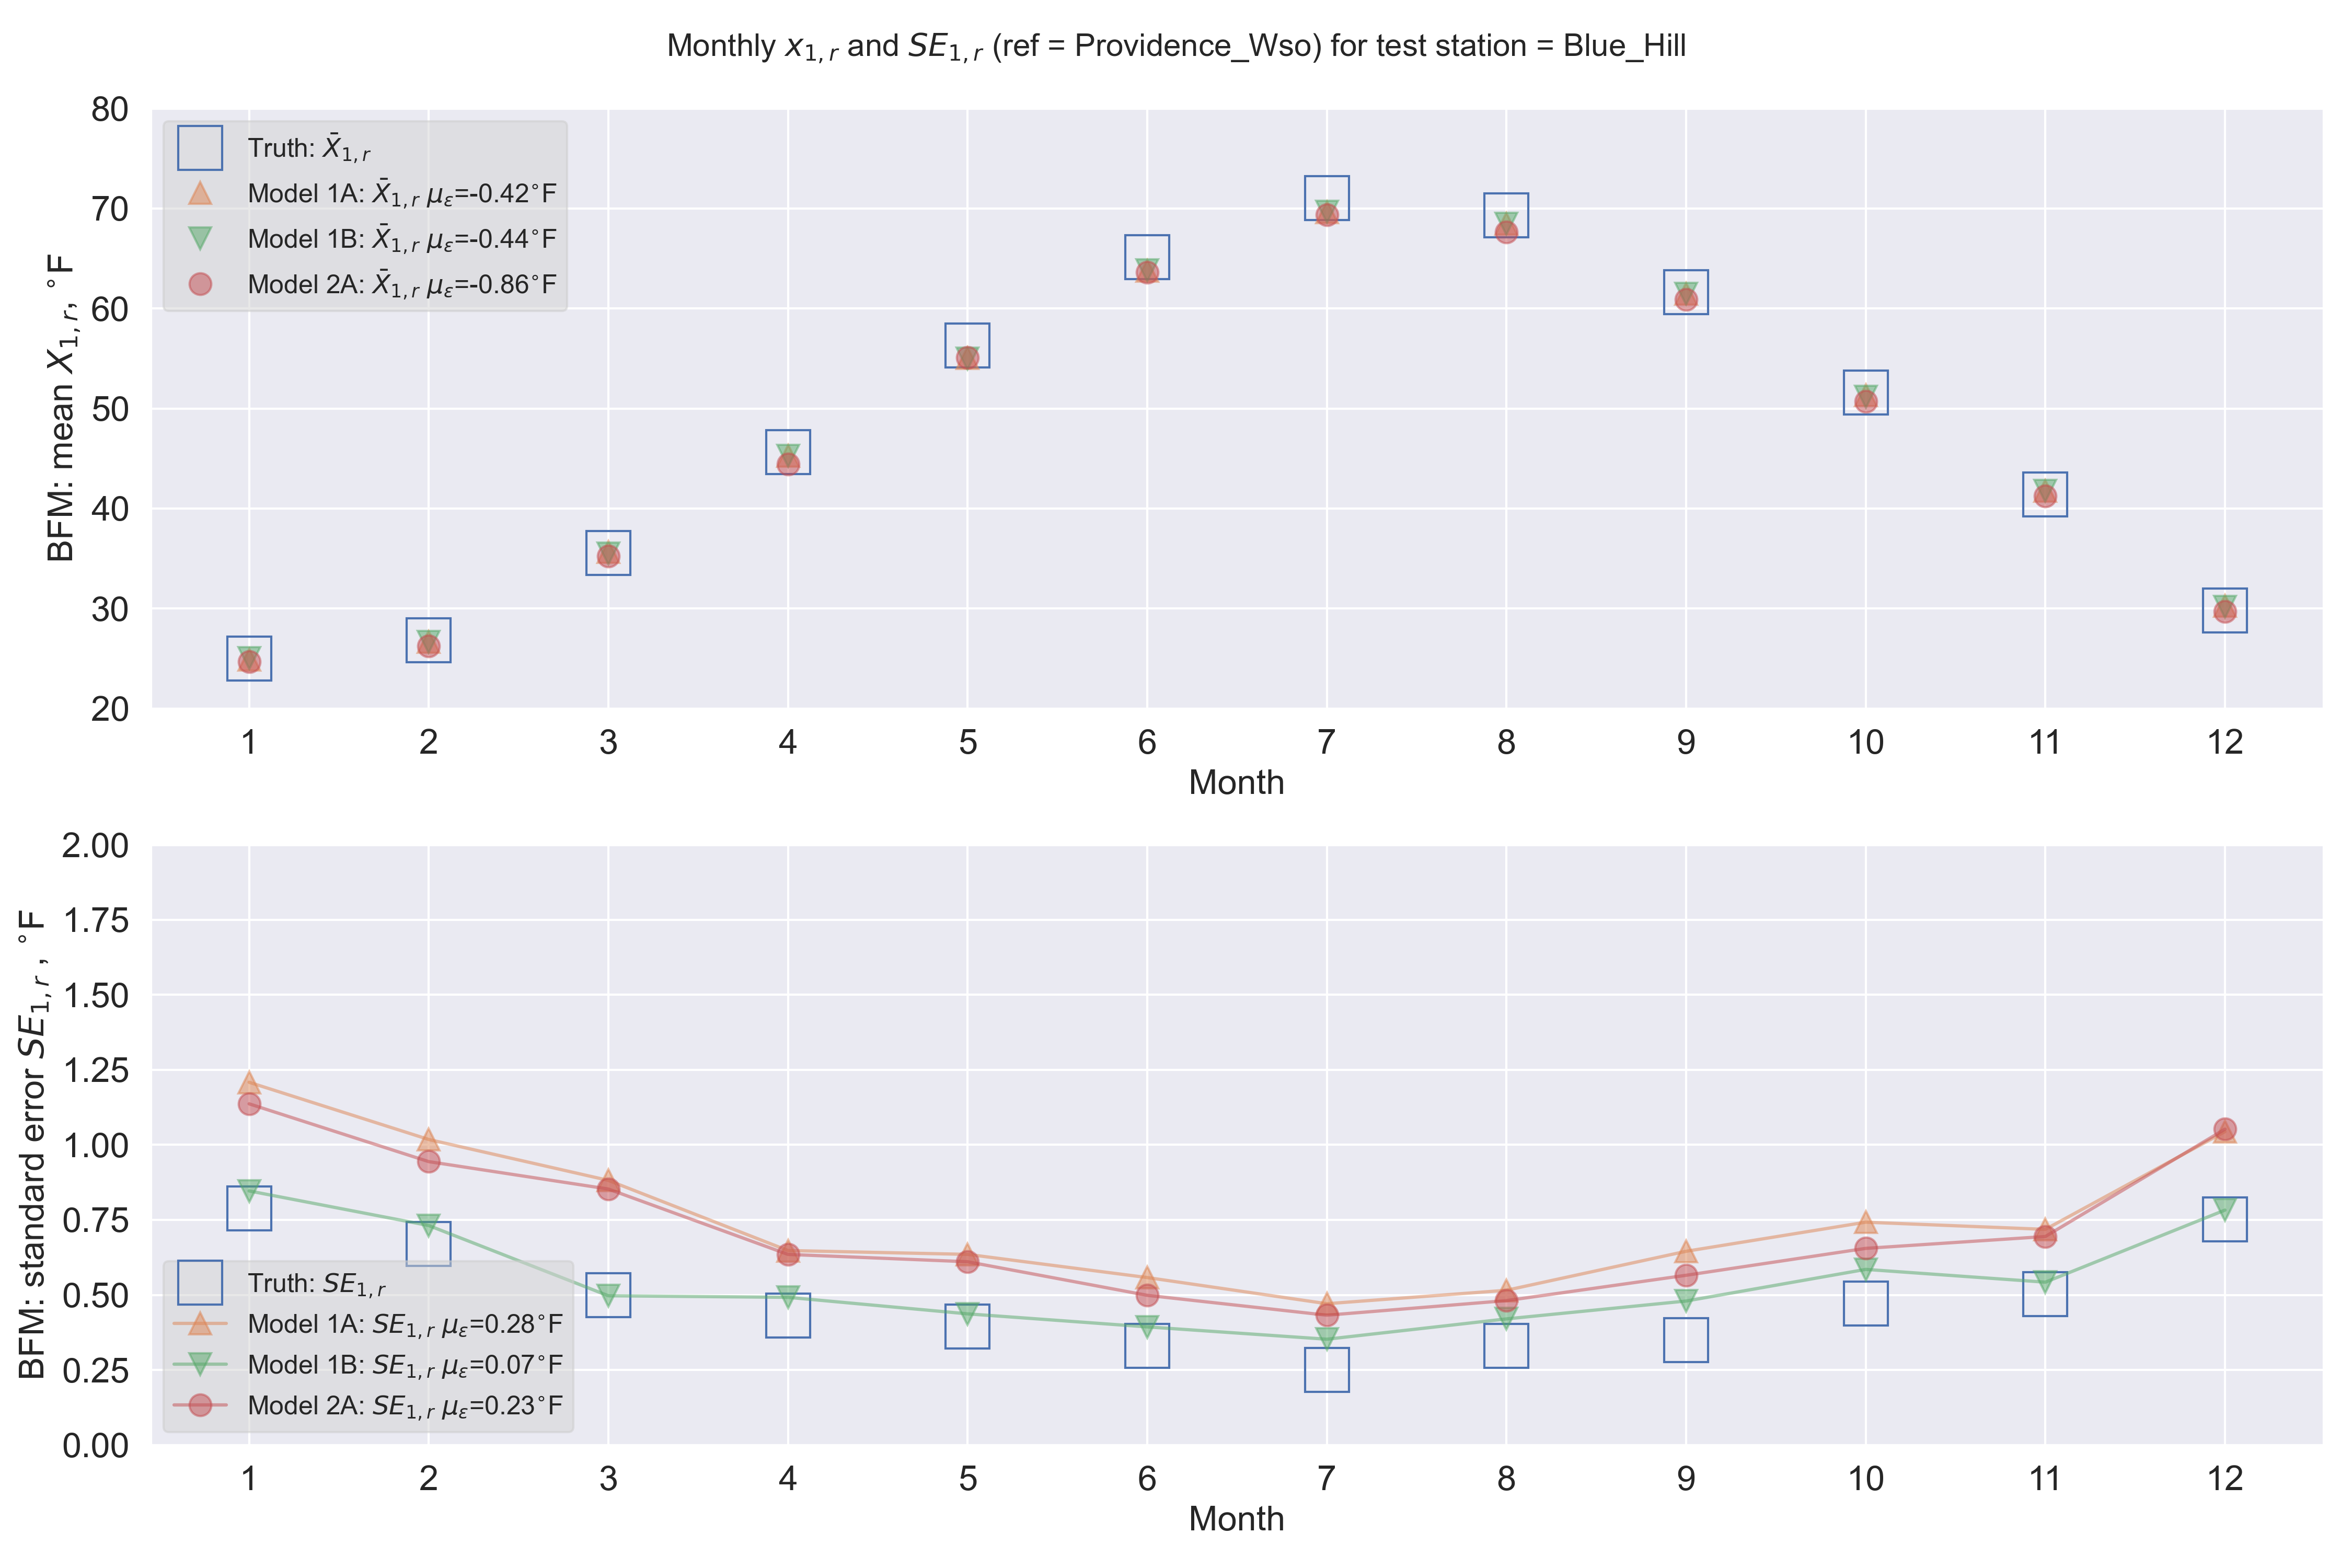 Monthly x₁,ᵣ and SE₁,ᵣ (ref = Providence_Wso) for test station = Blue_Hill
80
70
60
50
40
30
20
BFM: mean X₁,ᵣ, °F
Truth: X̄₁,ᵣ
Model 1A: X̄₁,ᵣ με=-0.42°F
Model 1B: X̄₁,ᵣ με=-0.44°F
Model 2A: X̄₁,ᵣ με=-0.86°F
1 2 3 4 5 6 7 8 9 10 11 12
Month
2.00
1.75
1.50
1.25
1.00
0.75
0.50
0.25
0.00
BFM: standard error SE₁,ᵣ , °F
Truth: SE₁,ᵣ
Model 1A: SE₁,ᵣ με=0.28°F
Model 1B: SE₁,ᵣ με=0.07°F
Model 2A: SE₁,ᵣ με=0.23°F
1 2 3 4 5 6 7 8 9 10 11 12
Month